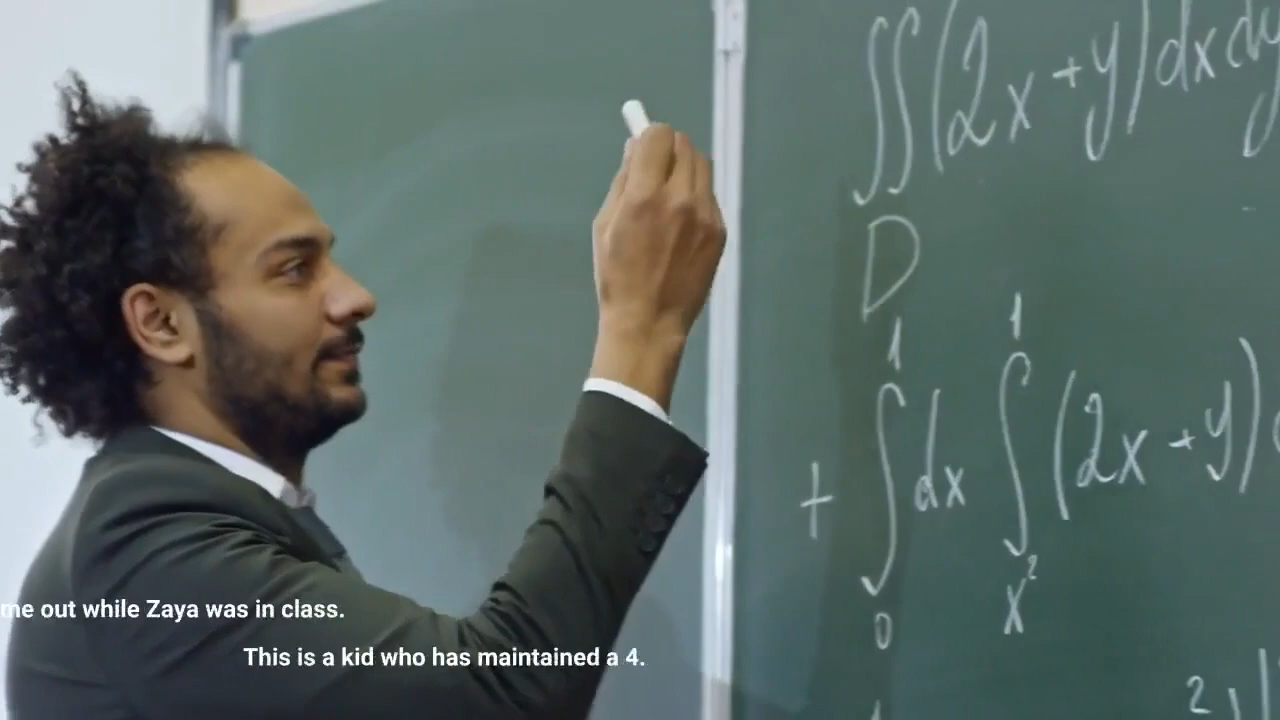 ∬(2x+y)dxdy
D
1 1
+ ∫dx ∫(2x+y)
0 x²
2
me out while Zaya was in class.
This is a kid who has maintained a 4.